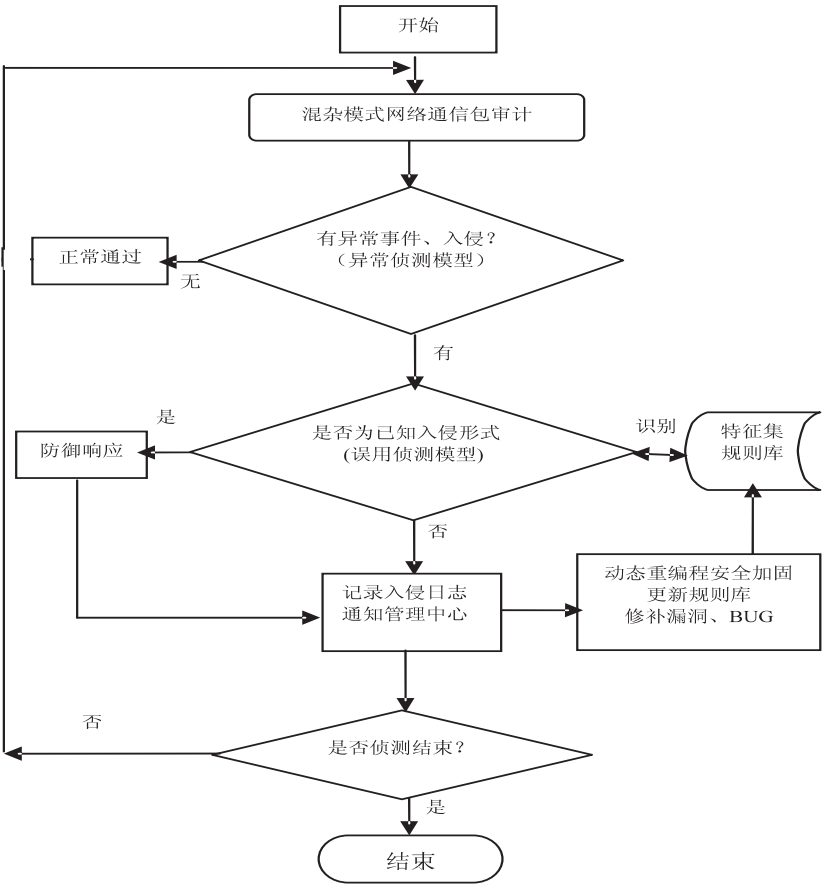 开始
混杂模式网络通信包审计
有异常事件、入侵？
（异常侦测模型）
正常通过
无
有
是
识别
特征集
规则库
是否为已知入侵形式
(误用侦测模型)
防御响应
否
动态重编程安全加固
更新规则库
修补漏洞、BUG
记录入侵日志
通知管理中心
否
是否侦测结束？
是
结束